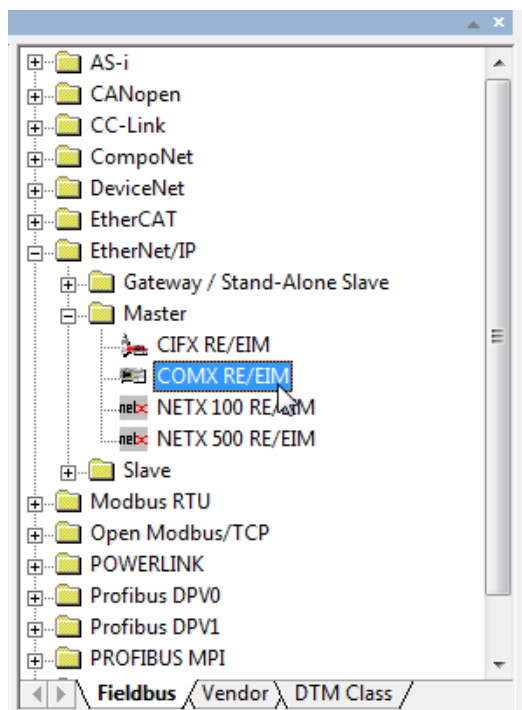 AS-i
CANopen
CC-Link
CompoNet
DeviceNet
EtherCAT
EtherNet/IP
Gateway / Stand-Alone Slave
Master
CIFX RE/EIM
COMX RE/EIM
netx NETX 100 RE/EIM
netx NETX 500 RE/EIM
Slave
Modbus RTU
Open Modbus/TCP
POWERLINK
Profibus DPV0
Profibus DPV1
PROFIBUS MPI
Fieldbus Vendor DTM Class